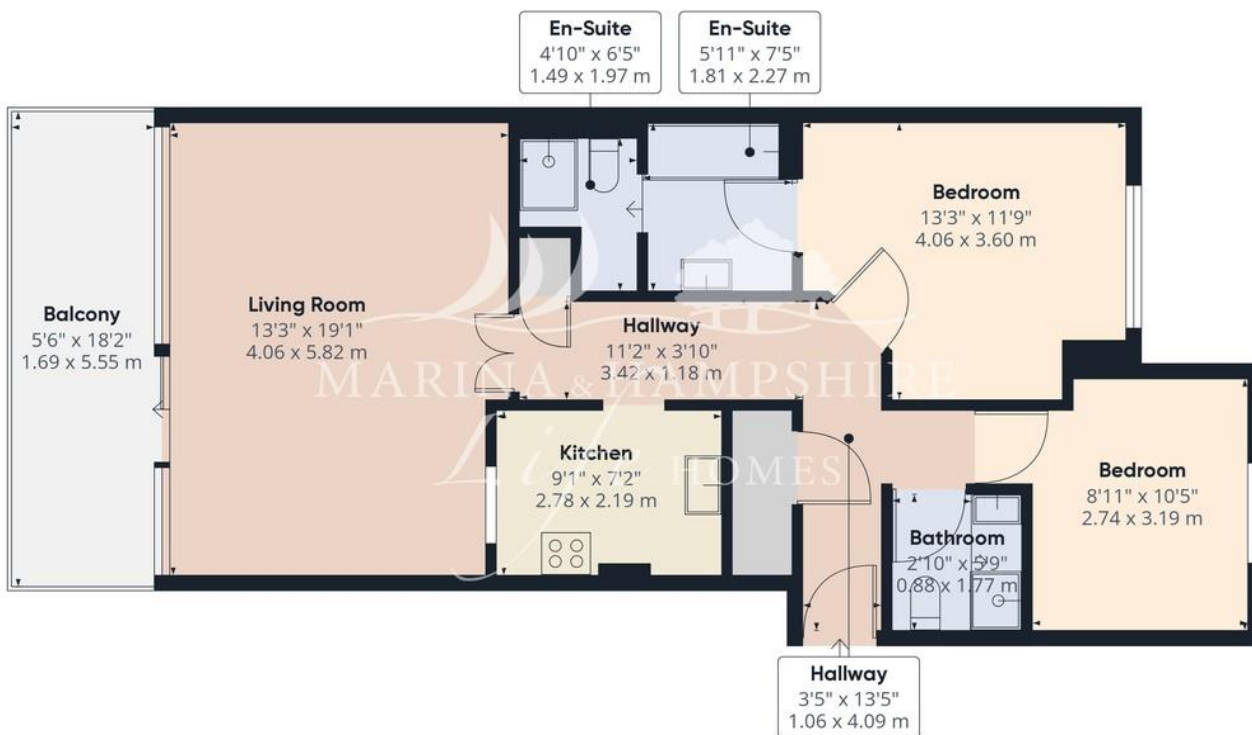 En-Suite
4'10" x 6'5"
1.49 x 1.97 m
En-Suite
5'11" x 7'5"
1.81 x 2.27 m
Bedroom
13'3" x 11'9"
4.06 x 3.60 m
Balcony
5'6" x 18'2"
1.69 x 5.55 m
Living Room
13'3" x 19'1"
4.06 x 5.82 m
Hallway
11'2" x 3'10"
3.42 x 1.18 m
MARINA & HAMPSHIRE
Life HOMES
Kitchen
9'1" x 7'2"
2.78 x 2.19 m
Bedroom
8'11" x 10'5"
2.74 x 3.19 m
Bathroom
2'10" x 5'9"
0.88 x 1.77 m
Hallway
3'5" x 13'5"
1.06 x 4.09 m